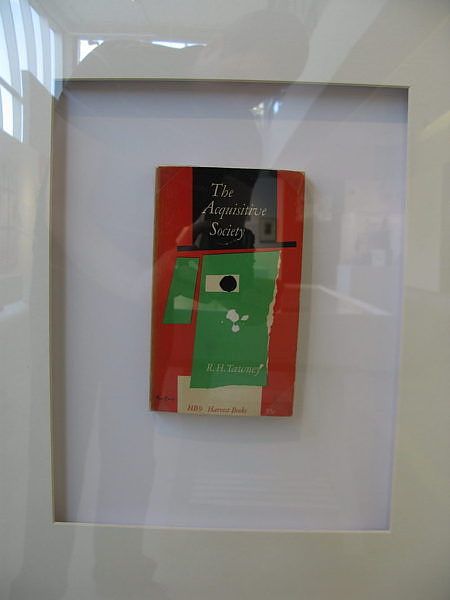 The
Acquisitive
Society
R.H. Tawney
HB9 Harvest Books